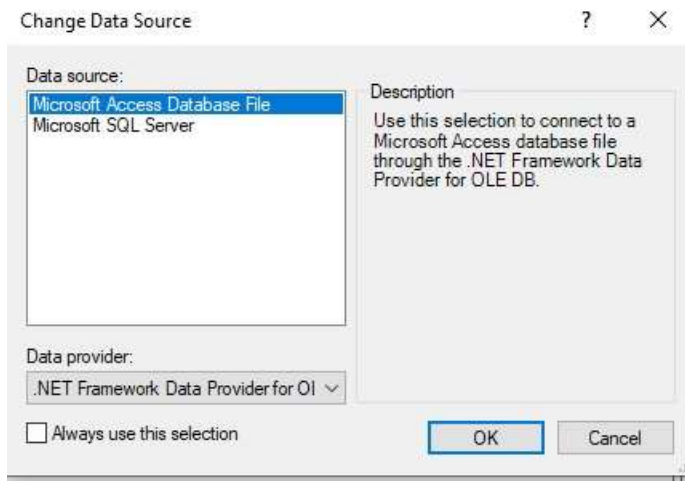 Change Data Source
? X
Data source:
Microsoft Access Database File
Microsoft SQL Server
Description
Use this selection to connect to a
Microsoft Access database file
through the .NET Framework Data
Provider for OLE DB.
Data provider:
.NET Framework Data Provider for Ol
Always use this selection
OK
Cancel